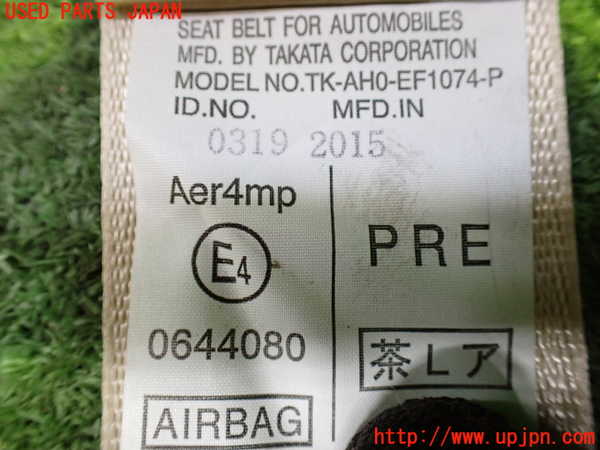 USED PARTS JAPAN
SEAT BELT FOR AUTOMOBILES
MFD. BY TAKATA CORPORATION
MODEL NO.TK-AH0-EF1074-P
ID.NO. MFD.IN
0319 2015
Aer4mp
E4
PRE
0644080
茶Lア
AIRBAG
http://www.upjpn.com/